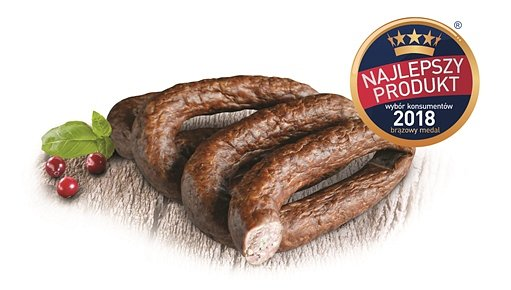 ®
NAJLEPSZY
PRODUKT
wybór konsumentów
2018
brązowy medal